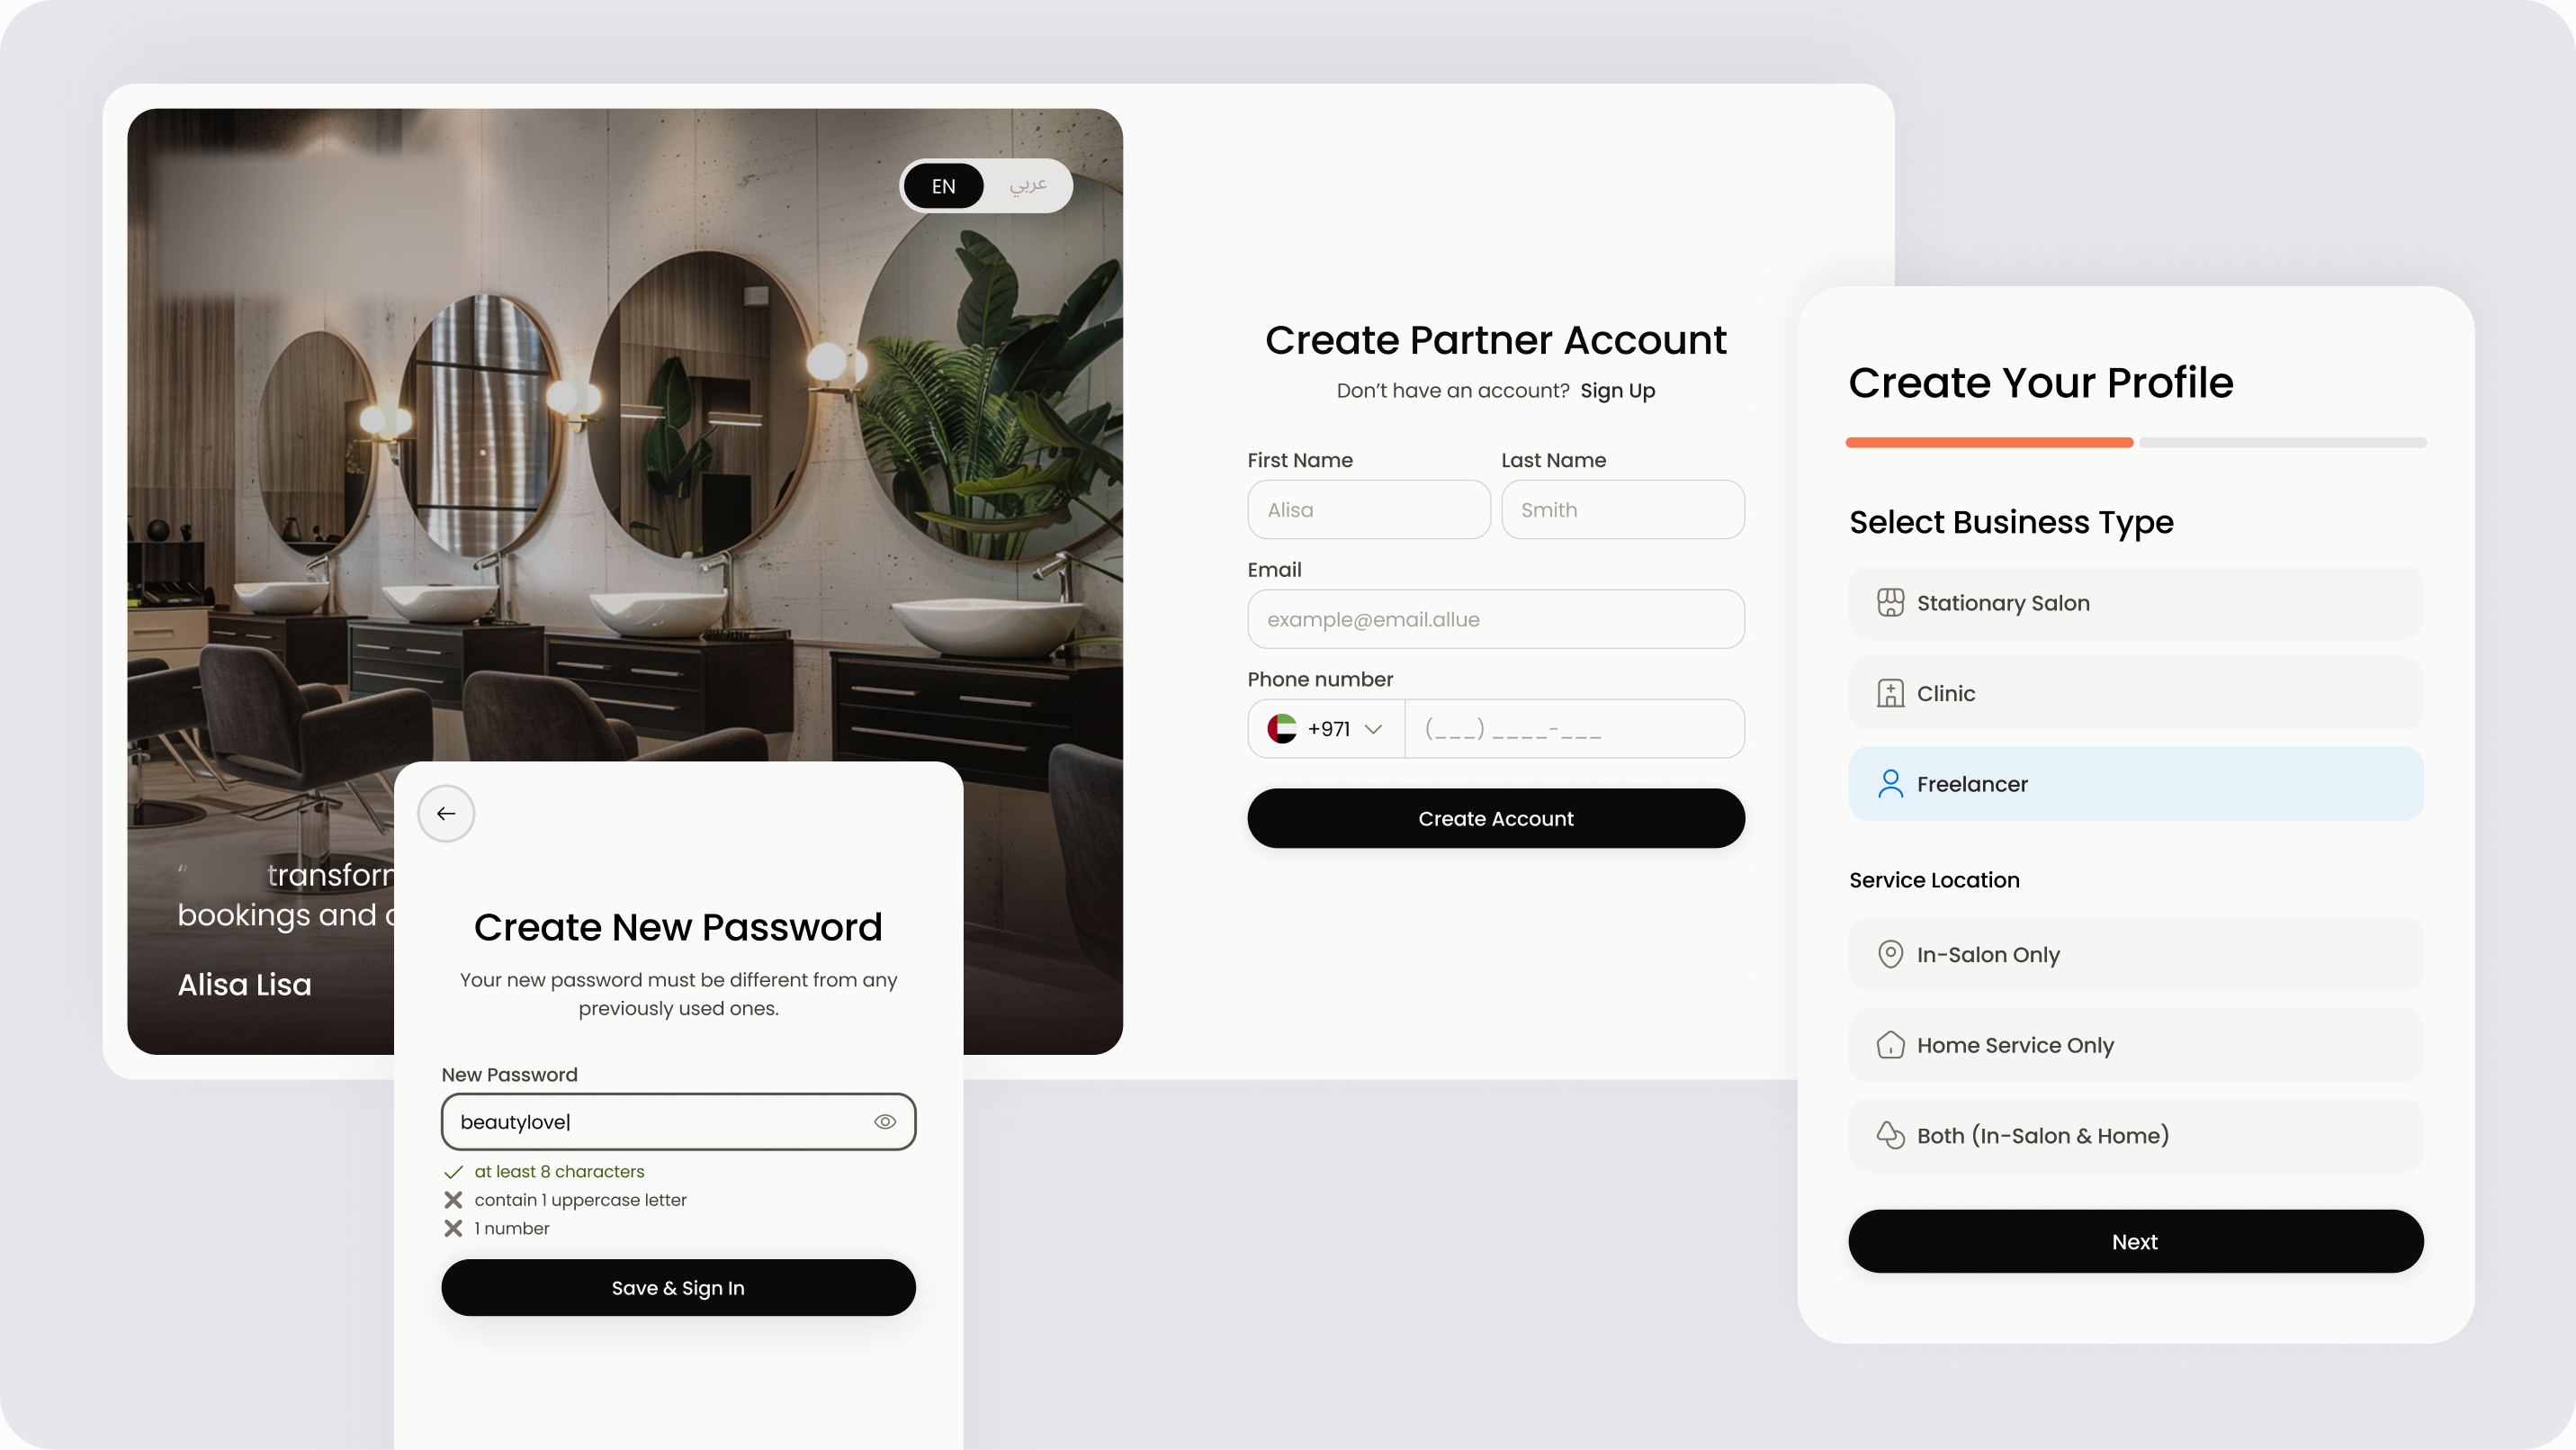 EN
عربي
“ transform
bookings and
Alisa Lisa
Create Partner Account
Don’t have an account? Sign Up
First Name
Last Name
Alisa
Smith
Email
example@email.allue
Phone number
+971
(___) ____-___
Create Account
Create New Password
Your new password must be different from any
previously used ones.
New Password
beautylove
at least 8 characters
contain 1 uppercase letter
1 number
Save & Sign In
Create Your Profile
Select Business Type
Stationary Salon
Clinic
Freelancer
Service Location
In-Salon Only
Home Service Only
Both (In-Salon & Home)
Next